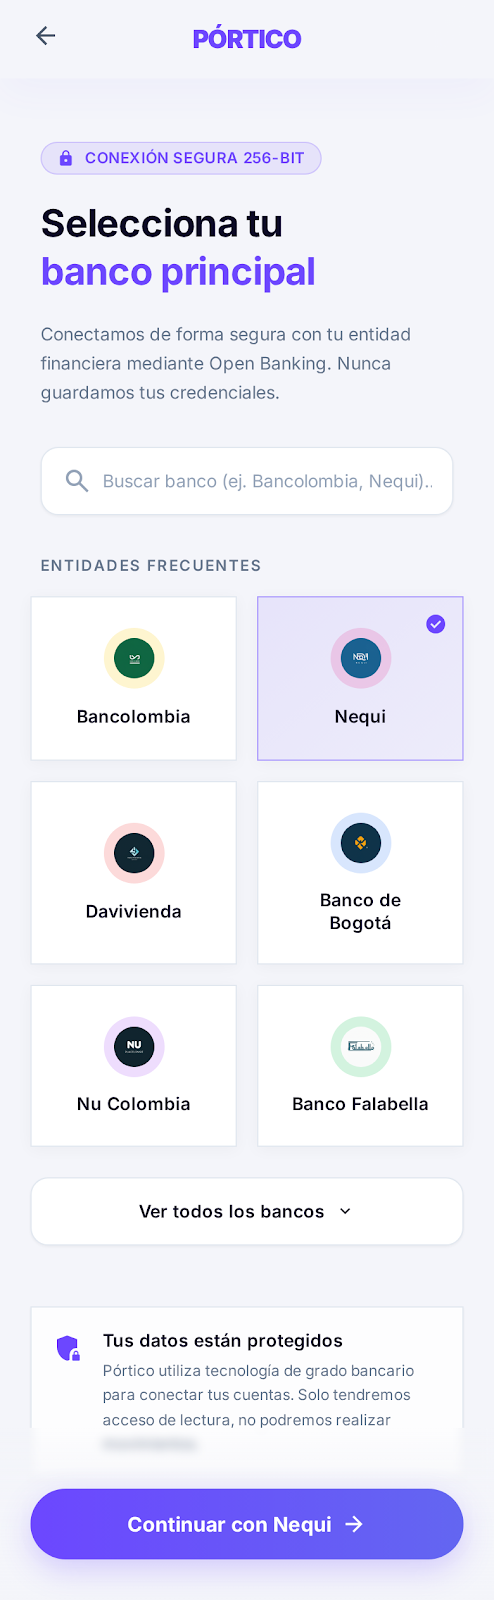 PÓRTICO
CONEXIÓN SEGURA 256-BIT
Selecciona tu
banco principal
Conectamos de forma segura con tu entidad
financiera mediante Open Banking. Nunca
guardamos tus credenciales.
Buscar banco (ej. Bancolombia, Nequi)..
ENTIDADES FRECUENTES
Bancolombia
Nequi
Davivienda
Banco de
Bogotá
NU
Nu Colombia
Falabella
Banco Falabella
Ver todos los bancos
Tus datos están protegidos
Pórtico utiliza tecnología de grado bancario
para conectar tus cuentas. Solo tendremos
acceso de lectura, no podremos realizar
Continuar con Nequi